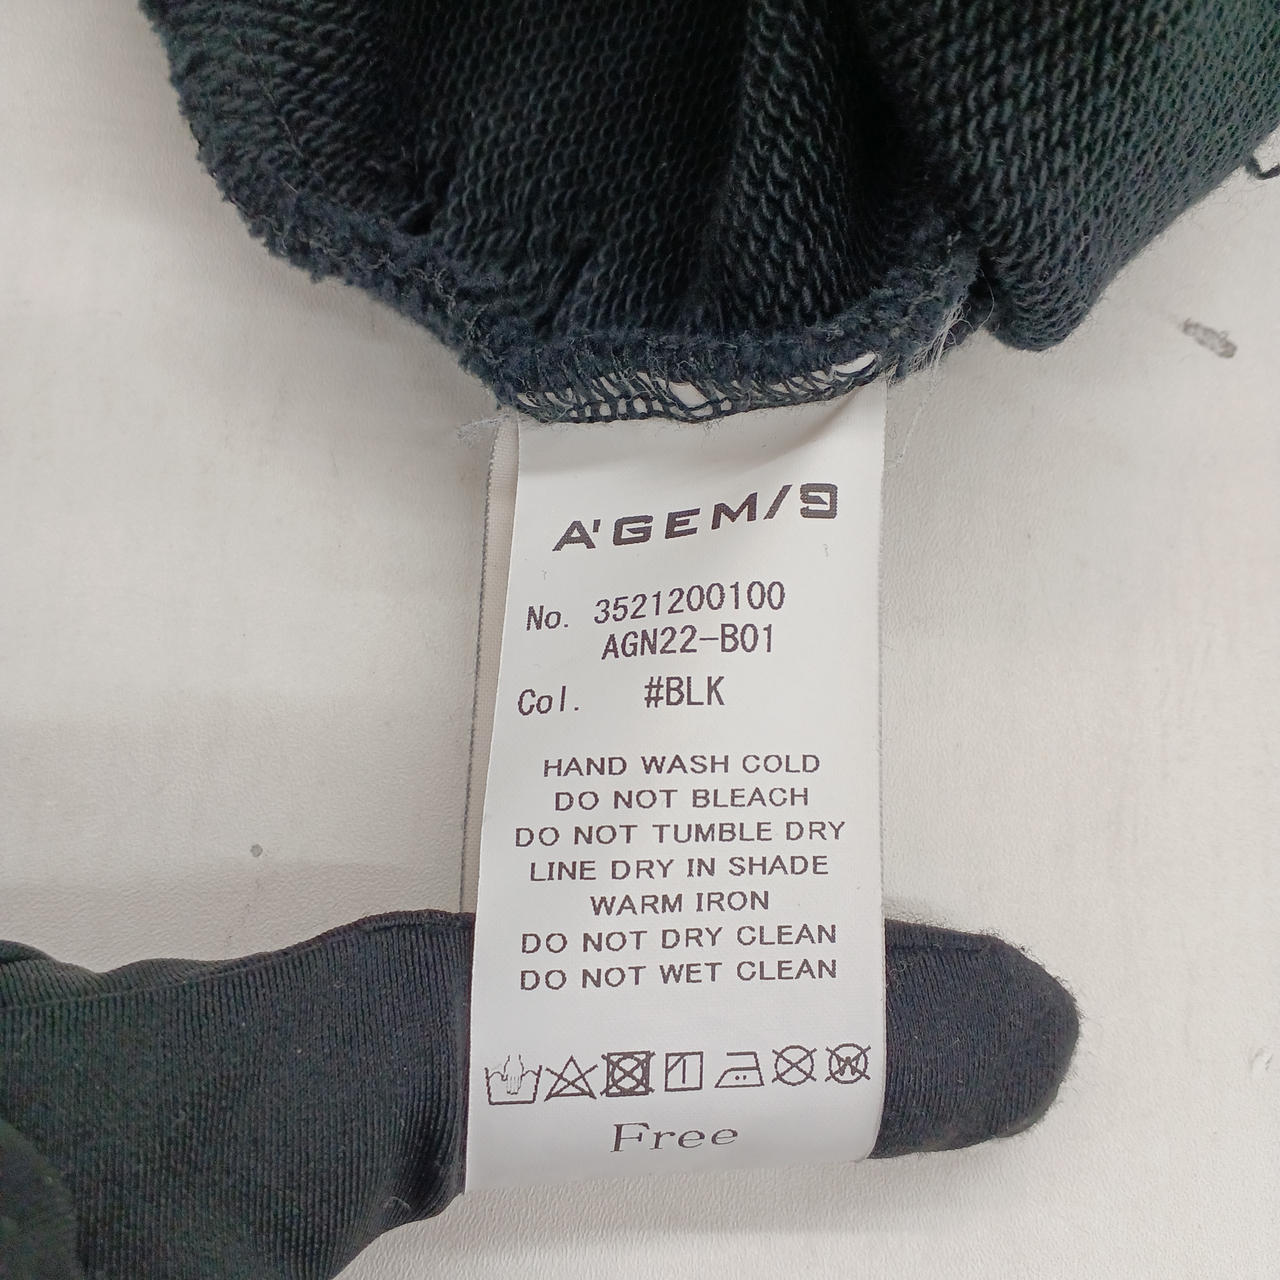 A'GEM/9
No. 3521200100
AGN22-B01
Col. #BLK
HAND WASH COLD
DO NOT BLEACH
DO NOT TUMBLE DRY
LINE DRY IN SHADE
WARM IRON
DO NOT DRY CLEAN
DO NOT WET CLEAN
W
Free